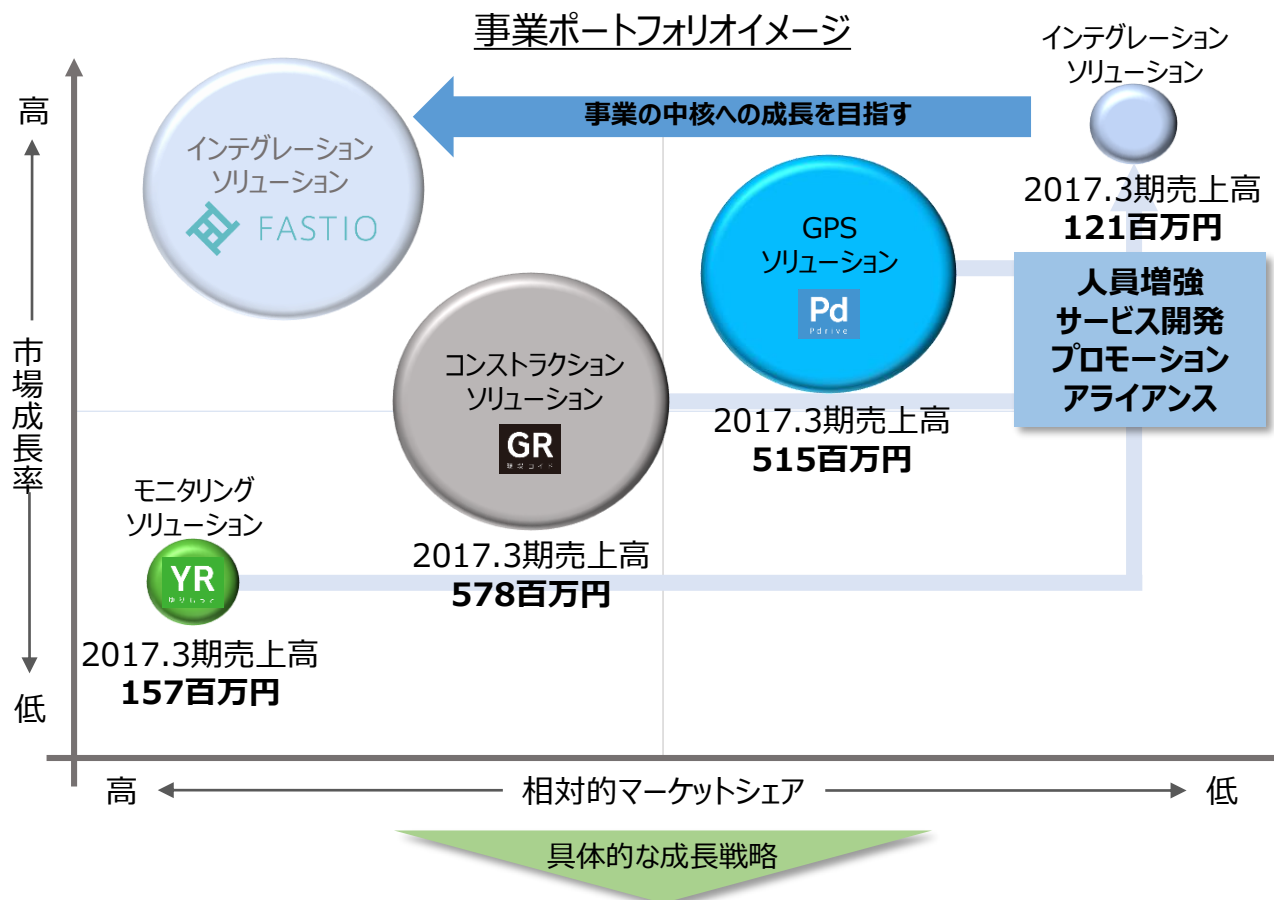 事業ポートフォリオイメージ
インテグレーション
ソリューション
高
事業の中核への成長を目指す
インテグレーション
ソリューション
FASTIO
2017.3期売上高
121百万円
GPS
ソリューション
Pd
Pdrive
人員増強
サービス開発
プロモーション
アライアンス
市場成長率
コンストラクション
ソリューション
GR
現場ロイド
2017.3期売上高
515百万円
モニタリング
ソリューション
YR
ゆりもっと
2017.3期売上高
578百万円
2017.3期売上高
157百万円
低
高
相対的マーケットシェア
低
具体的な成長戦略